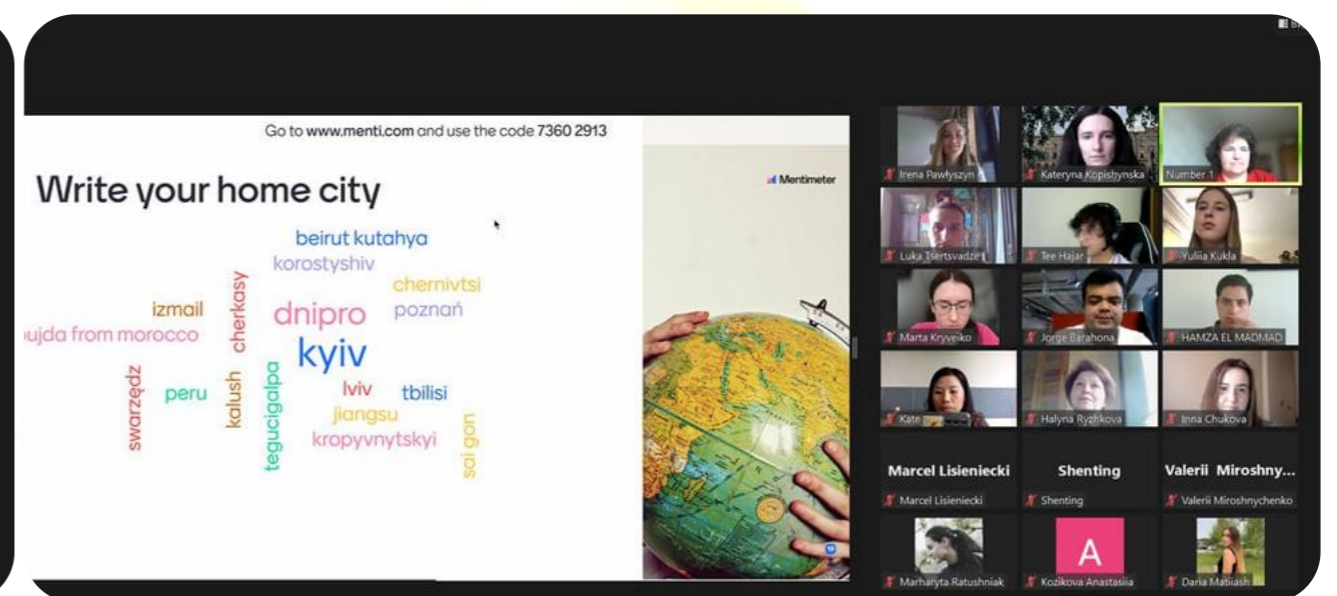 Go to www.menti.com and use the code 7360 2913
Mentimeter
Write your home city
beirut kutahya
korostyshiv
chernivtsi
izmail
cherkasy
dnipro
poznań
ujda from morocco
kyiv
swarzędz
peru
kalush
tegucigalpa
lviv
tbilisi
jiangsu
kropyvnytskyi
sai gon
Irena Pawłyszyn
Kateryna Kopishynska
Number 1
Luka Tsertsvadze
Tee Hajar
Yuliia Kukla
Marta Kryveiko
Jorge Barahona
HAMZA EL MADMAD
Kate
Halyna Ryzhkova
Inna Chukova
Marcel Lisieniecki
Shenting
Valerii Miroshny...
Marcel Lisieniecki
Shenting
Valerii Miroshnychenko
A
Marharyta Ratushniak
Kozikova Anastasiia
Daria Matiiash